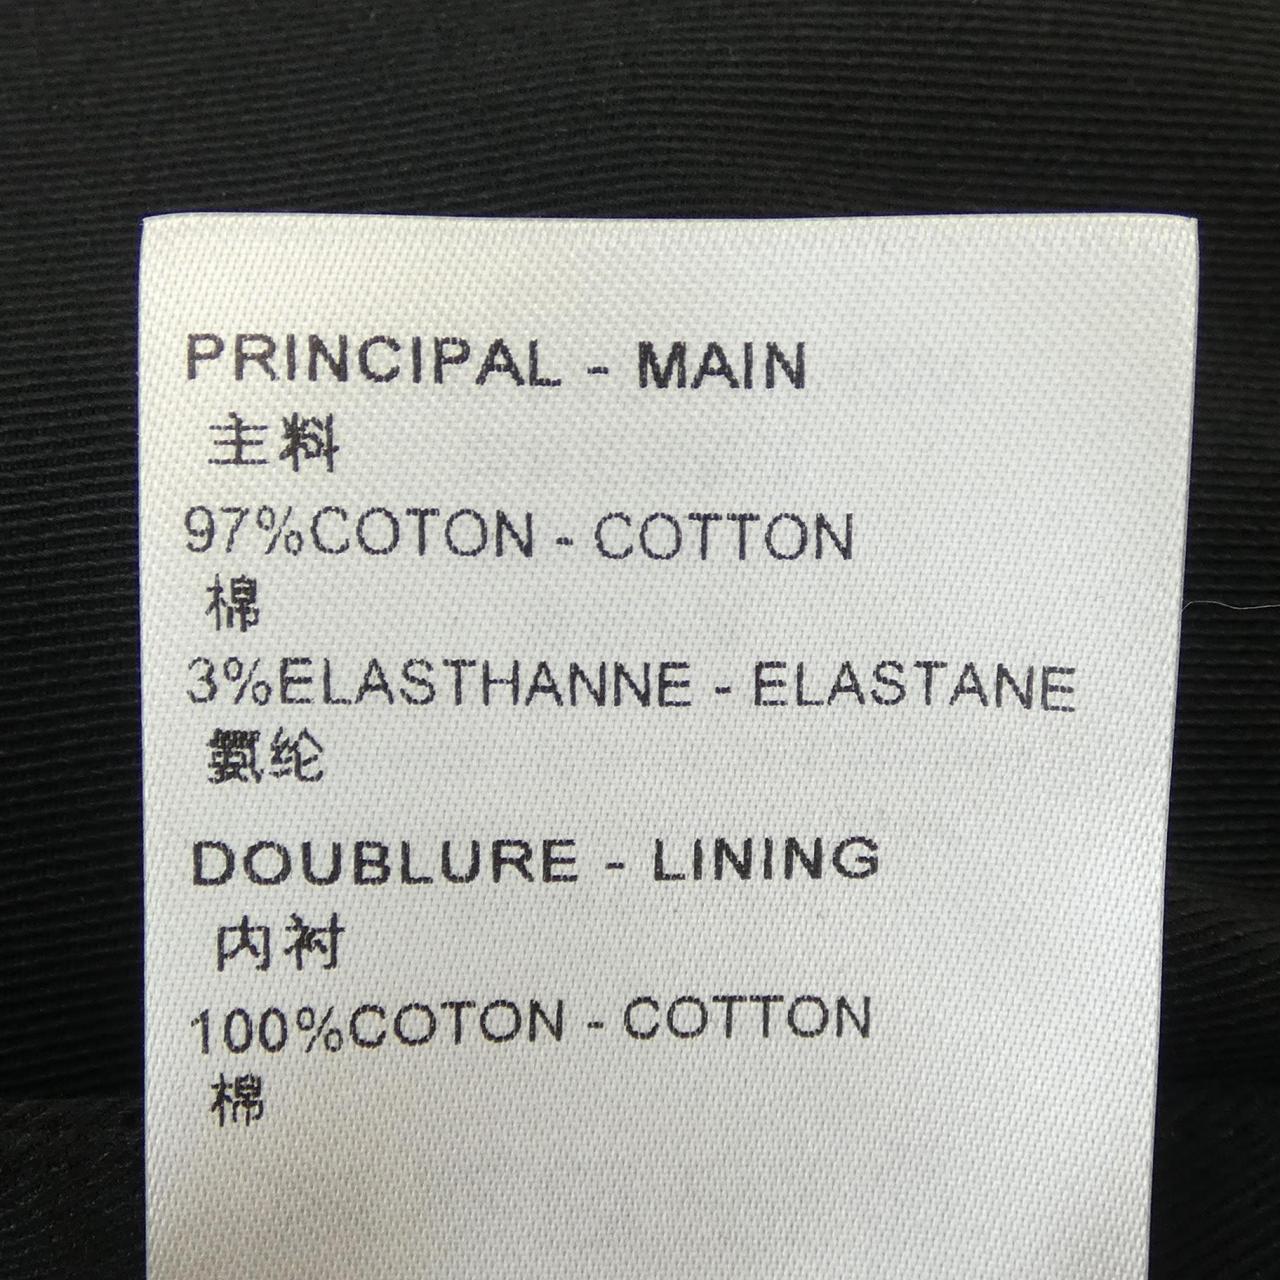 PRINCIPAL - MAIN
主料
97%COTON - COTTON
棉
3%ELASTHANNE - ELASTANE
氨纶
DOUBLURE - LINING
内衬
100%COTON - COTTON
棉